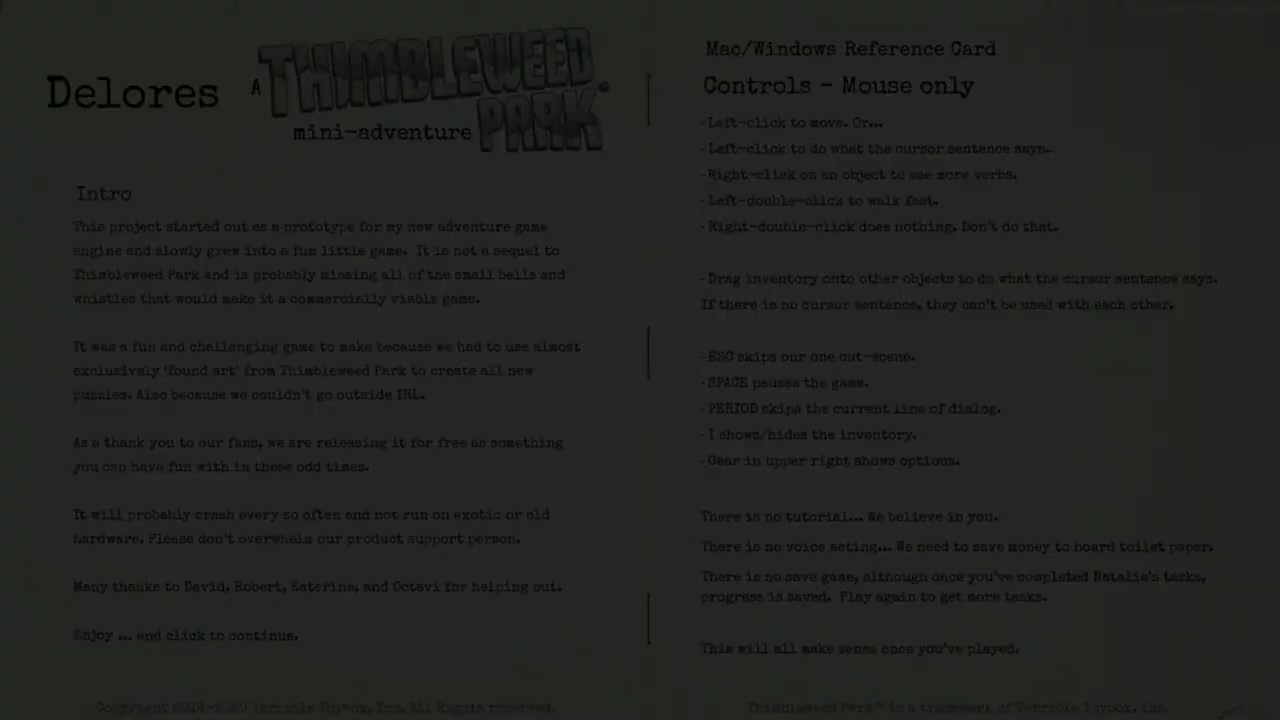 Delores A THIMBLEWEED PARK
mini-adventure
Intro
This project started out as a prototype for my new adventure game
engine and slowly grew into a fun little game. It is not a sequel to
Thimbleweed Park and is probably missing all of the small bells and
whistles that would make it a commercially viable game.
It was a fun and challenging game to make because we had to use almost
exclusively 'found art' from Thimbleweed Park to create all new
puzzles. Also because we couldn't go outside IRL.
As a thank you to our fans, we are releasing it for free as something
you can have fun with in these odd times.
It will probably crash every so often and not run on exotic or old
hardware. Please don't overwhelm our product support person.
Many thanks to David, Robert, Katerina, and Octavi for helping out.
Enjoy ... and click to continue.
Copyright 2016-2020 Terrible Toybox, Inc. All Rights reserved.
Mac/Windows Reference Card
Controls - Mouse only
-Left-click to move. Or...
-Left-click to do what the cursor sentence says.
-Right-click on an object to see more verbs.
-Left-double-click to walk fast.
-Right-double-click does nothing. Don't do that.
-Drag inventory onto other objects to do what the cursor sentence says.
If there is no cursor sentence, they can't be used with each other.
-ESC skips our one cut-scene.
-SPACE pauses the game.
-PERIOD skips the current line of dialog.
-I shows/hides the inventory.
-Gear in upper right shows options.
There is no tutorial... We believe in you.
There is no voice acting... We need to save money to hoard toilet paper.
There is no save game, although once you've completed Natalie's tasks,
progress is saved. Play again to get more tasks.
This will all make sense once you've played.
Thimbleweed Park® is a trademark of Terrible Toybox, Inc.